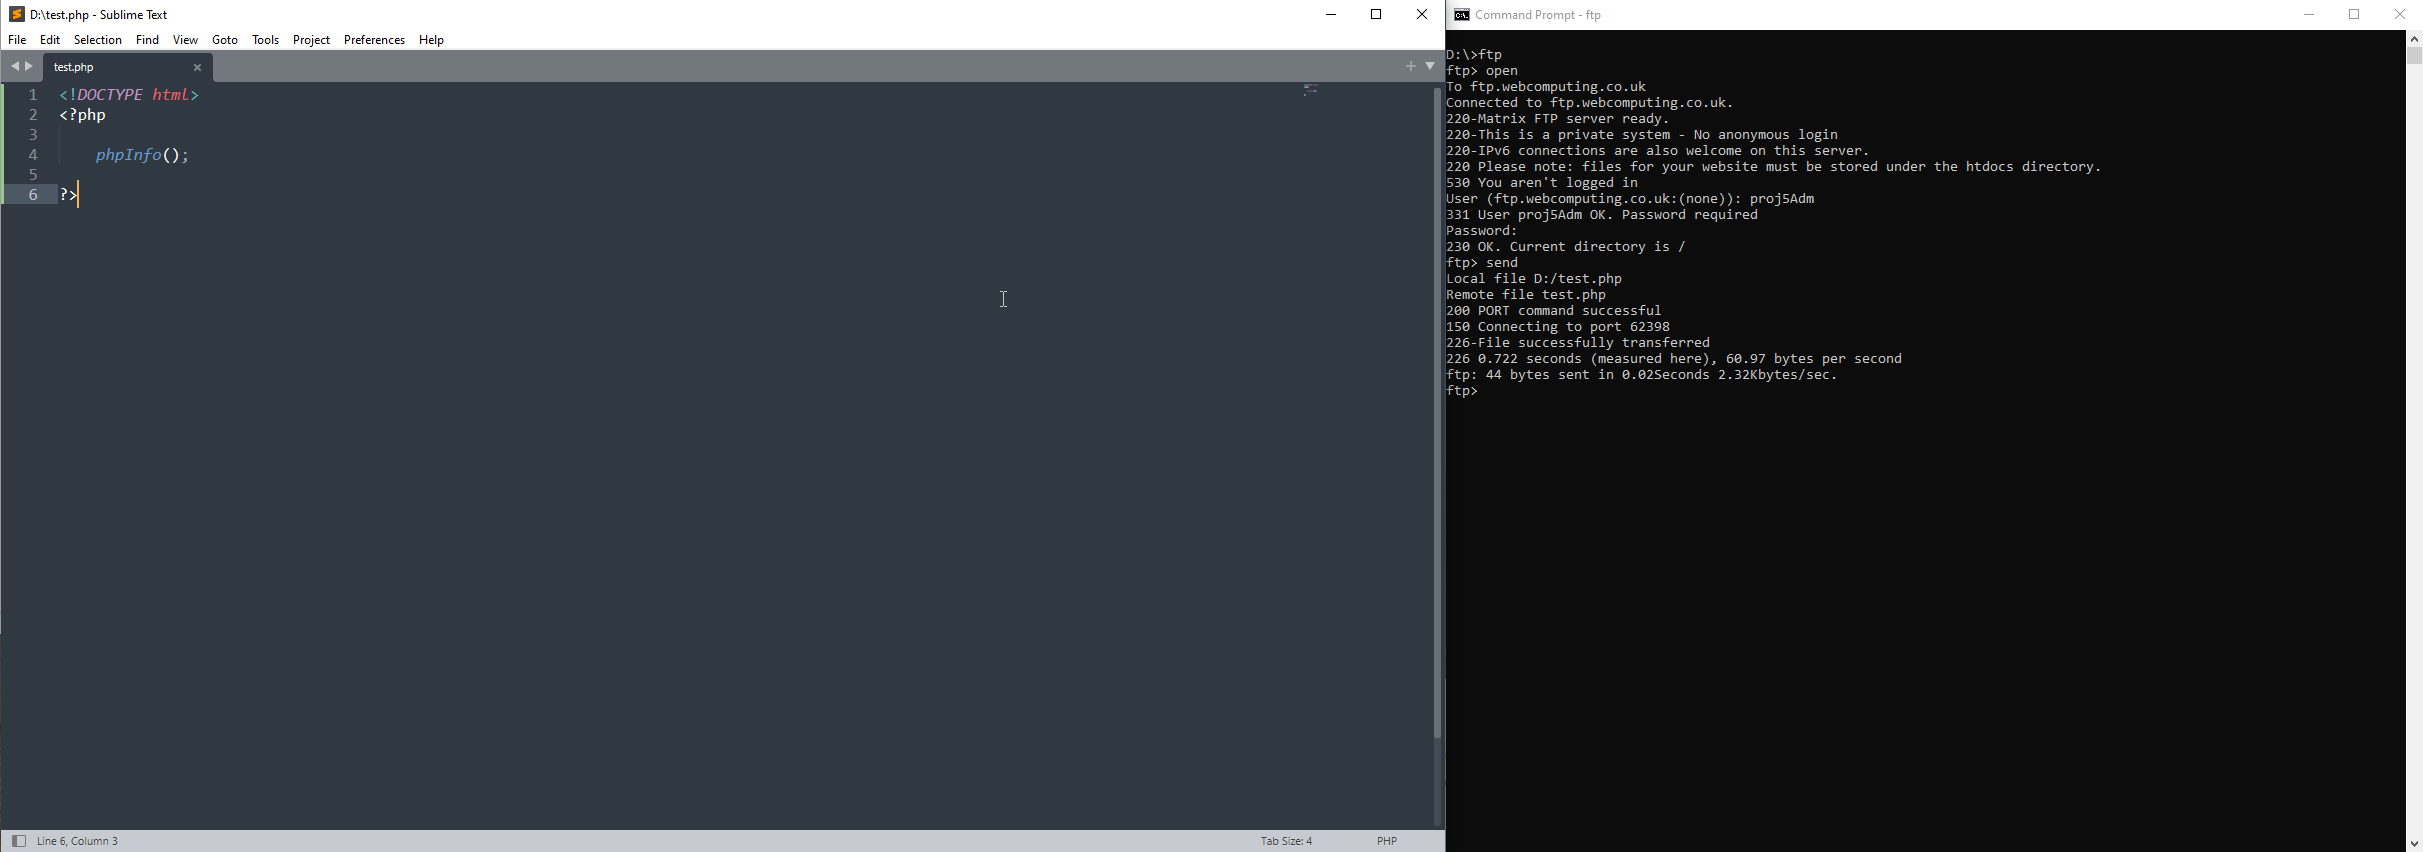 D:\test.php - Sublime Text
File Edit Selection Find View Goto Tools Project Preferences Help
test.php
1 <!DOCTYPE html>
2 <?php
3
4 phpInfo();
5
6 ?>
Line 6, Column 3
Tab Size: 4
PHP
Command Prompt - ftp
D:\>ftp
ftp> open
To ftp.webcomputing.co.uk
Connected to ftp.webcomputing.co.uk.
220-Matrix FTP server ready.
220-This is a private system - No anonymous login
220-IPv6 connections are also welcome on this server.
220 Please note: files for your website must be stored under the htdocs directory.
530 You aren't logged in
User (ftp.webcomputing.co.uk:(none)): proj5Adm
331 User proj5Adm OK. Password required
Password:
230 OK. Current directory is /
ftp> send
Local file D:/test.php
Remote file test.php
200 PORT command successful
150 Connecting to port 62398
226-File successfully transferred
226 0.722 seconds (measured here), 60.97 bytes per second
ftp: 44 bytes sent in 0.02Seconds 2.32Kbytes/sec.
ftp>